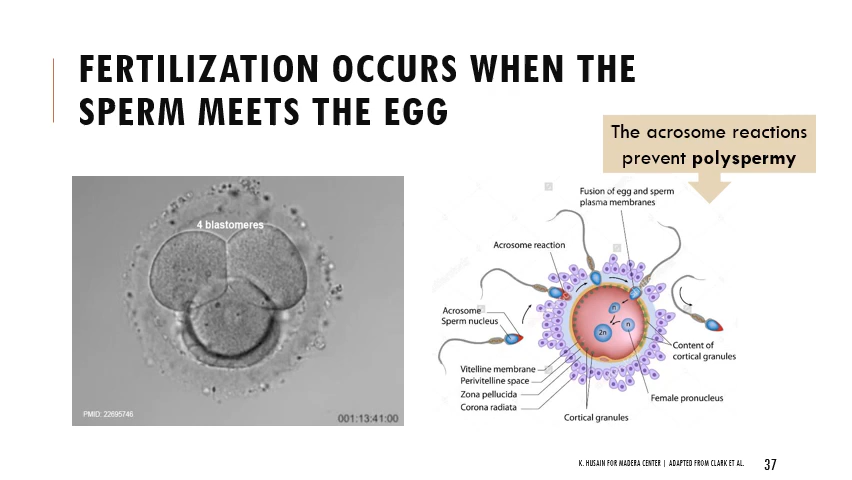 FERTILIZATION OCCURS WHEN THE
SPERM MEETS THE EGG
The acrosome reactions
prevent polyspermy
4 blastomeres
PMID: 22695746
001:13:41:00
Fusion of egg and sperm
plasma membranes
Acrosome reaction
Acrosome
Sperm nucleus
n
n
2n
Content of
cortical granules
Vitelline membrane
Perivitelline space
Zona pellucida
Corona radiata
Female pronucleus
Cortical granules
K. HUSAIN FOR MADERA CENTER | ADAPTED FROM CLARK ET AL.
37